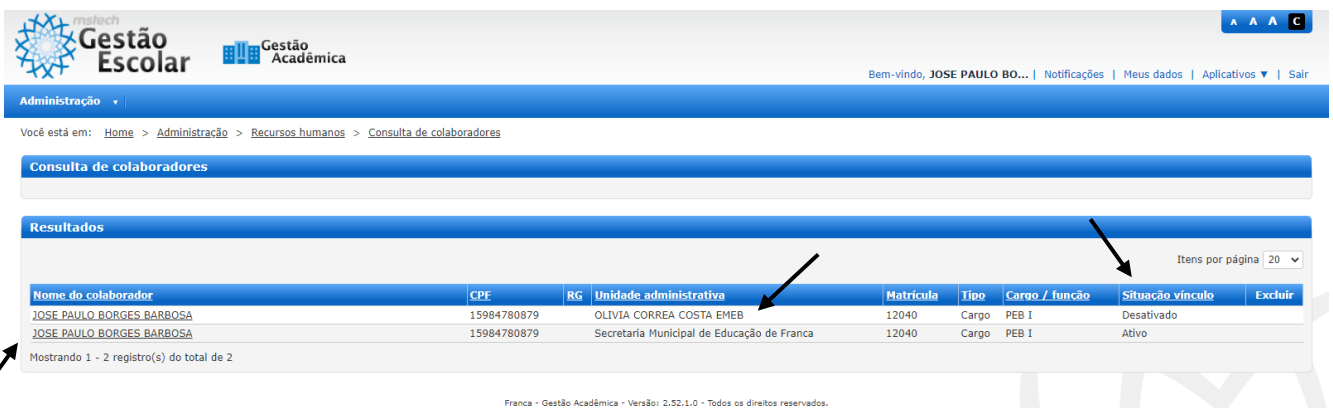 mstech
Gestão
Escolar
Gestão
Acadêmica
A A A C
Bem-vindo, JOSE PAULO BO... | Notificações | Meus dados | Aplicativos ▼ | Sair
Administração ▼
Você está em: Home > Administração > Recursos humanos > Consulta de colaboradores
Consulta de colaboradores
Resultados
Itens por página 20
Nome do colaborador CPF RG Unidade administrativa Matrícula Tipo Cargo / função Situação vínculo Excluir
JOSE PAULO BORGES BARBOSA 15984780879 OLIVIA CORREA COSTA EMEB 12040 Cargo PEB I Desativado
JOSE PAULO BORGES BARBOSA 15984780879 Secretaria Municipal de Educação de Franca 12040 Cargo PEB I Ativo
Mostrando 1 - 2 registro(s) do total de 2
Franca - Gestão Acadêmica - Versão: 2.52.1.0 - Todos os direitos reservados.